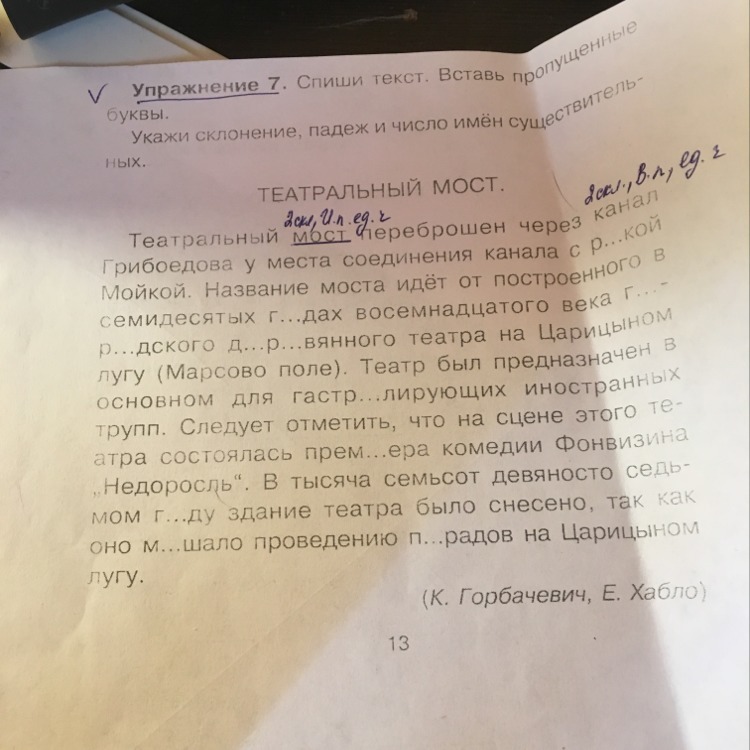 Упражнение 7. Спиши текст. Вставь пропущенные
буквы.
Укажи склонение, падеж и число имён существитель-
ных.
ТЕАТРАЛЬНЫЙ МОСТ.
2скл., В.п., ед. ч
2скл, И.п. ед. ч
Театральный мост переброшен через канал
Грибоедова у места соединения канала с р...кой
Мойкой. Название моста идёт от построенного в
семидесятых г...дах восемнадцатого века г...-
р...дского д...р...вянного театра на Царицыном
лугу (Марсово поле). Театр был предназначен в
основном для гастр...лирующих иностранных
трупп. Следует отметить, что на сцене этого те-
атра состоялась прем...ера комедии Фонвизина
„Недоросль“. В тысяча семьсот девяносто седь-
мом г...ду здание театра было снесено, так как
оно м...шало проведению п...радов на Царицыном
лугу.
(К. Горбачевич, Е. Хабло)
13